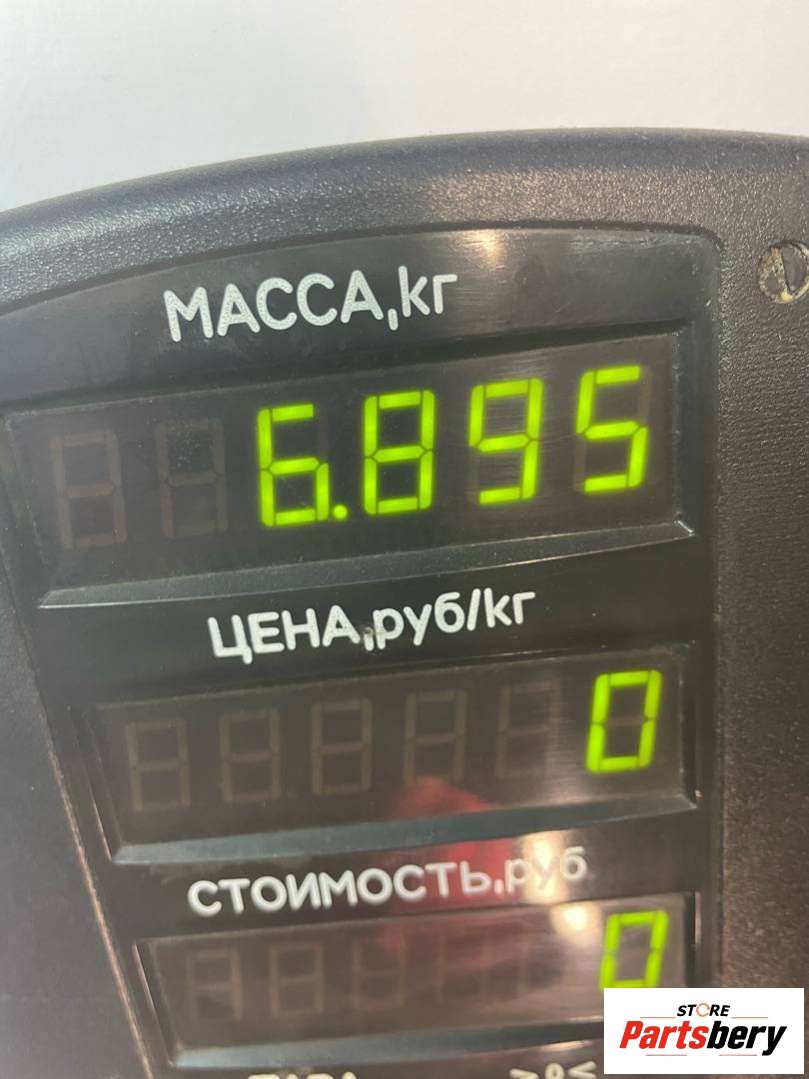 МАССА,кг
6.895
ЦЕНА,руб/кг
0
СТОИМОСТЬ,руб
0
STORE
Partsbery